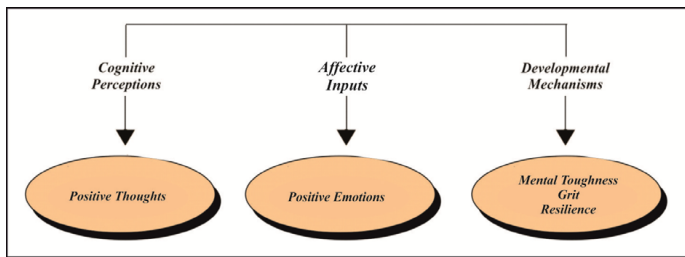 Cognitive
Perceptions
Affective
Inputs
Developmental
Mechanisms
Positive Thoughts
Positive Emotions
Mental Toughness
Grit
Resilience